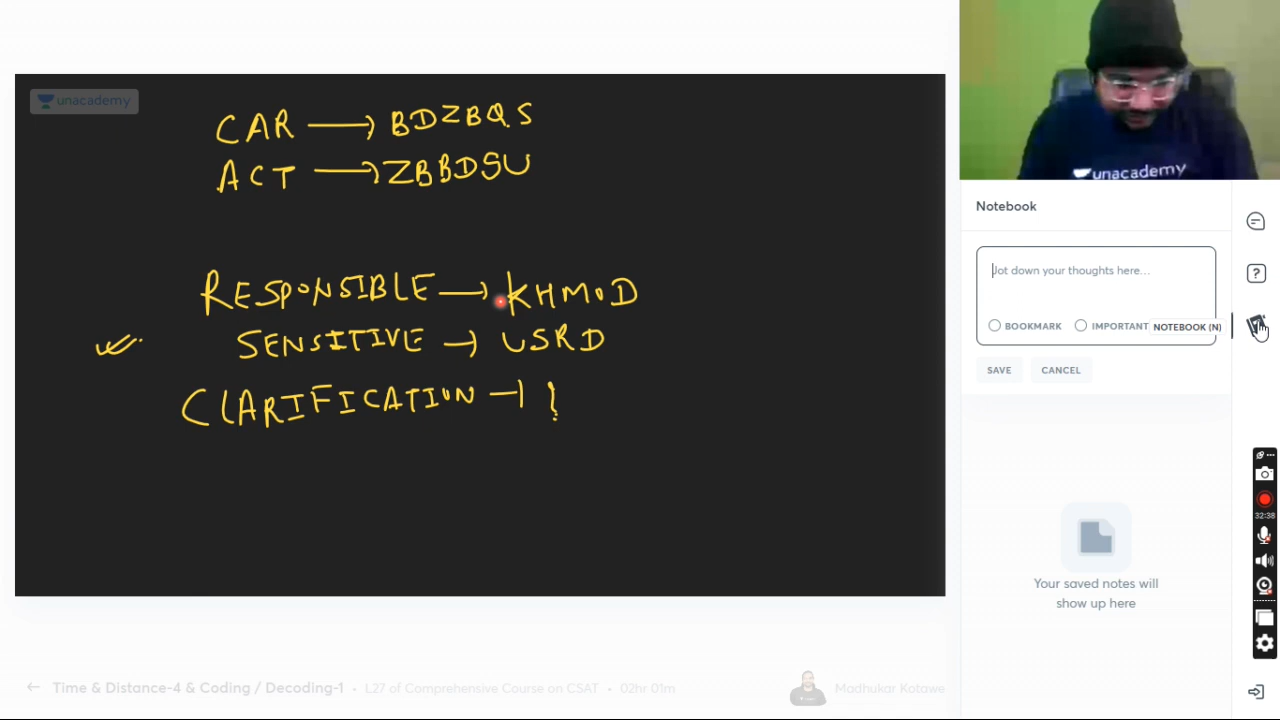 unacademy
CAR → BDZBQS
ACT → ZBBDSU
RESPONSIBLE → KHMOD
SENSITIVE → USRD
CLARIFICATION → ?
unacademy
Notebook
Jot down your thoughts here...
BOOKMARK IMPORTANT NOTEBOOK (N)
SAVE CANCEL
32:38
Your saved notes will
show up here
← Time & Distance-4 & Coding / Decoding-1 • L27 of Comprehensive Course on CSAT • 02hr 01m Madhukar Kotawe